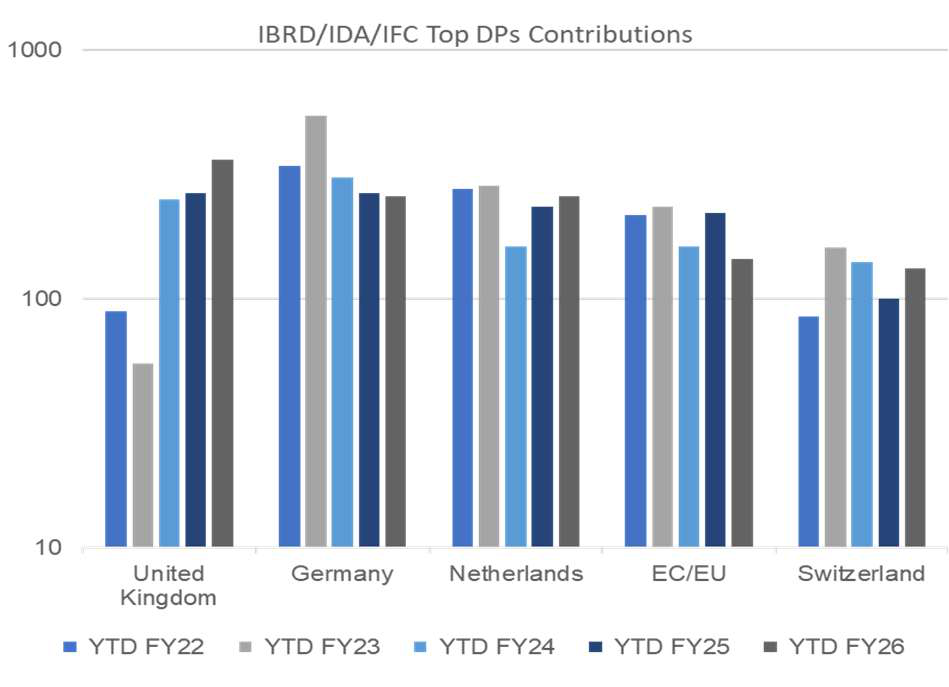 IBRD/IDA/IFC Top DPs Contributions
1000
100
10
United Kingdom
Germany
Netherlands
EC/EU
Switzerland
YTD FY22
YTD FY23
YTD FY24
YTD FY25
YTD FY26